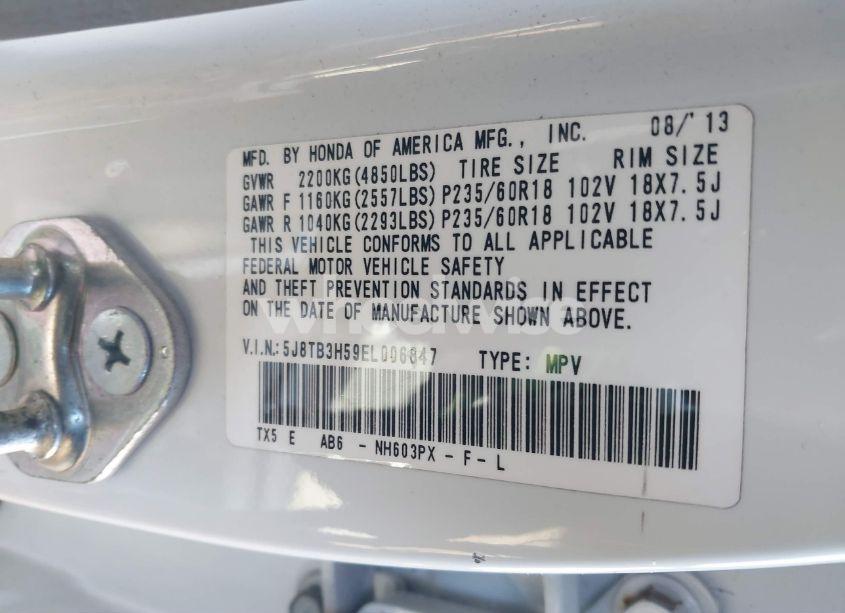 MFD. BY HONDA OF AMERICA MFG., INC. 08/'13
GVWR 2200KG(4850LBS) TIRE SIZE RIM SIZE
GAWR F 1160KG(2557LBS) P235/60R18 102V 18X7.5J
GAWR R 1040KG(2293LBS) P235/60R18 102V 18X7.5J
THIS VEHICLE CONFORMS TO ALL APPLICABLE
FEDERAL MOTOR VEHICLE SAFETY
AND THEFT PREVENTION STANDARDS IN EFFECT
ON THE DATE OF MANUFACTURE SHOWN ABOVE.
wheelwise
V.I.N.: 5J8TB3H59EL006847 TYPE: MPV
TX5 E AB6 - NH603PX - F - L